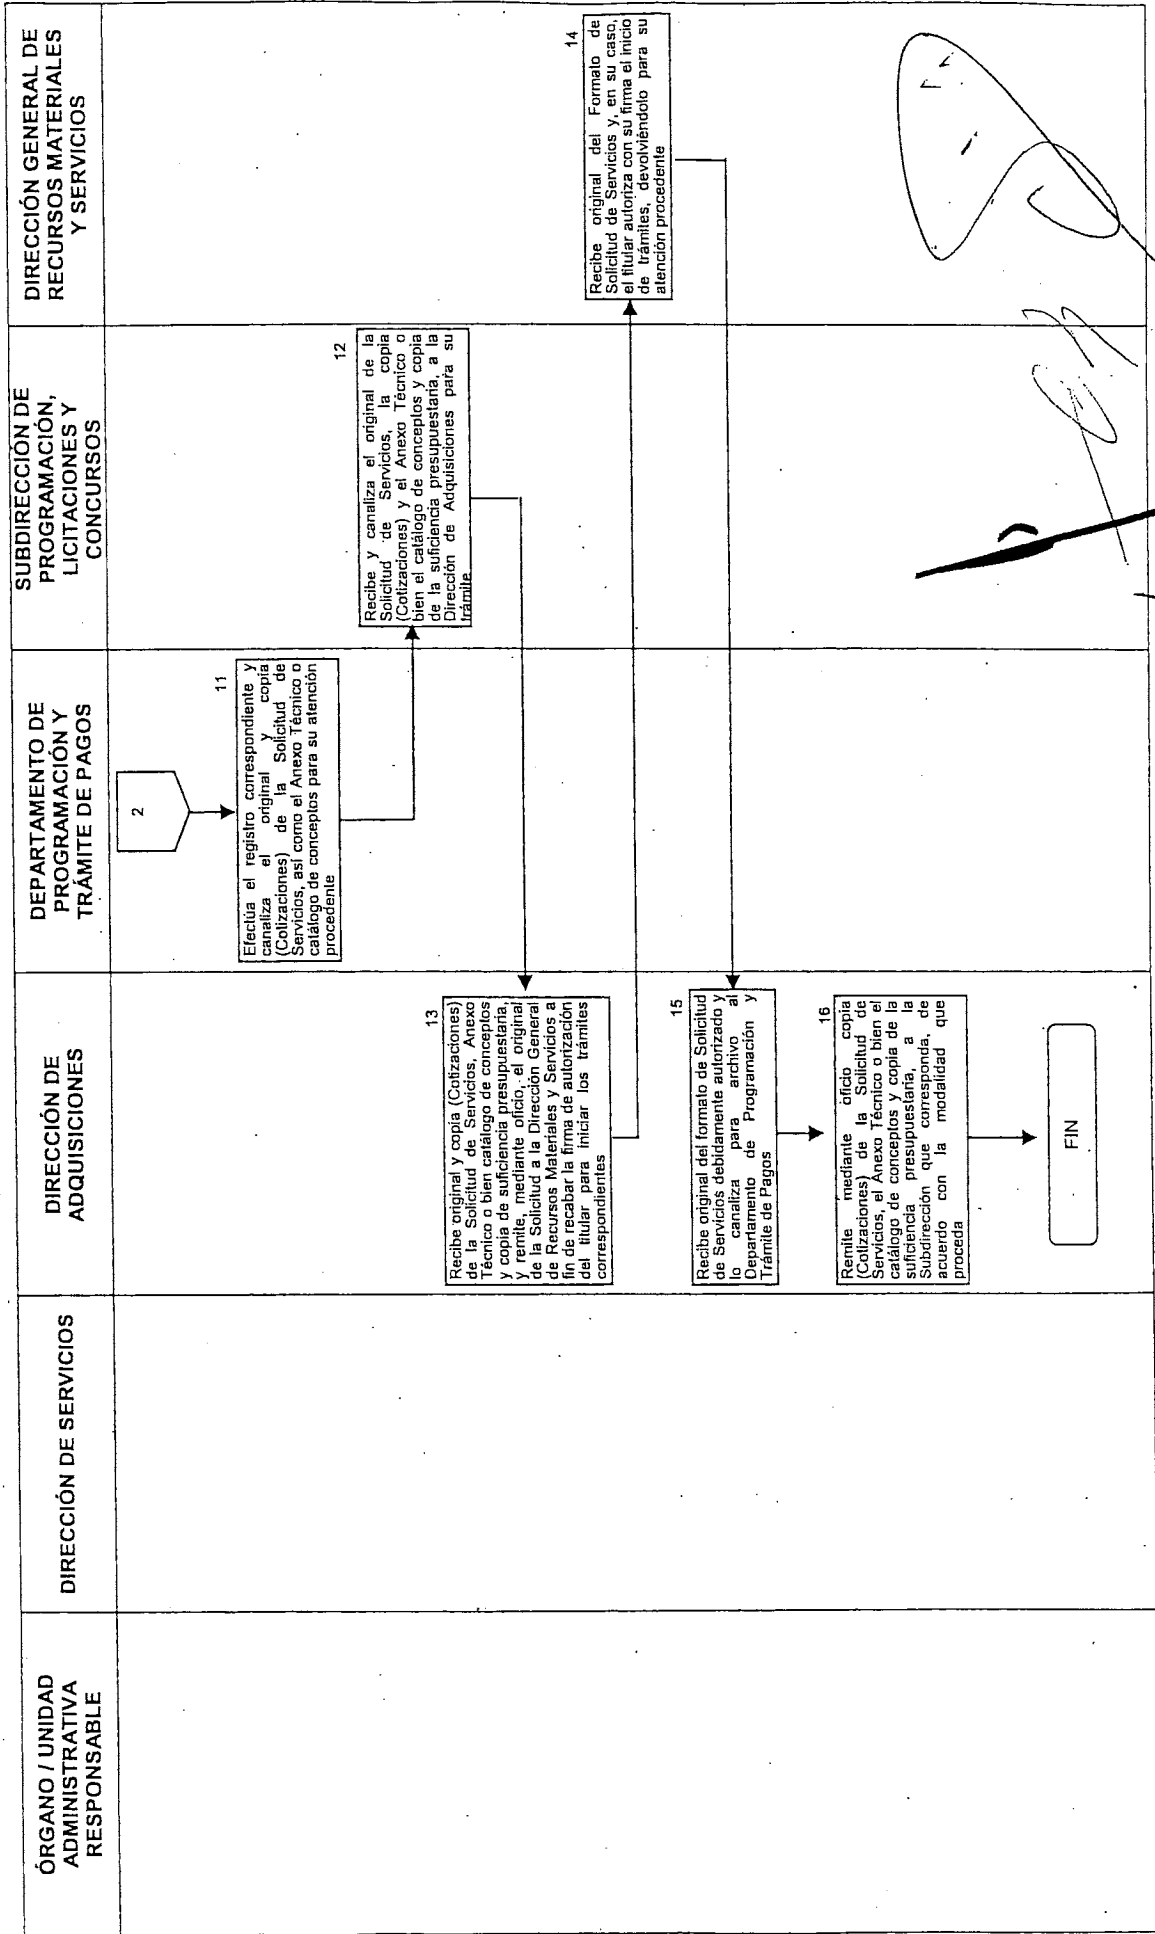 ÓRGANO / UNIDAD
ADMINISTRATIVA
RESPONSABLE
DIRECCIÓN DE SERVICIOS
DIRECCIÓN DE
ADQUISICIONES
DEPARTAMENTO DE
PROGRAMACIÓN Y
TRÁMITE DE PAGOS
SUBDIRECCIÓN DE
PROGRAMACIÓN,
LICITACIONES Y
CONCURSOS
DIRECCIÓN GENERAL DE
RECURSOS MATERIALES
Y SERVICIOS
2
11
Efectúa el registro correspondiente y
canaliza el original y copia
(Cotizaciones) de la Solicitud de
Servicios, así como el Anexo Técnico o
catálogo de conceptos para su atención
procedente
12
Recibe y canaliza el original de la
Solicitud de Servicios, la copia
(Cotizaciones) y el Anexo Técnico o
bien el catálogo de conceptos y copia
de la suficiencia presupuestaria, a la
Dirección de Adquisiciones para su
trámite
13
Recibe original y copia (Cotizaciones)
de la Solicitud de Servicios, Anexo
Técnico o bien catálogo de conceptos
y copia de suficiencia presupuestaria,
y remite, mediante oficio, el original
de la Solicitud a la Dirección General
de Recursos Materiales y Servicios a
fin de recabar la firma de autorización
del titular para iniciar los trámites
correspondientes
14
Recibe original del Formato de
Solicitud de Servicios y, en su caso,
el titular autoriza con su firma el inicio
de trámites, devolviéndolo para su
atención procedente
15
Recibe original del formato de Solicitud
de Servicios debidamente autorizado y
lo canaliza para archivo al
Departamento de Programación y
Trámite de Pagos
16
Remite mediante oficio copia
(Cotizaciones) de la Solicitud de
Servicios, el Anexo Técnico o bien el
catálogo de conceptos y copia de la
suficiencia presupuestaria, a la
Subdirección que corresponda, de
acuerdo con la modalidad que
proceda
FIN